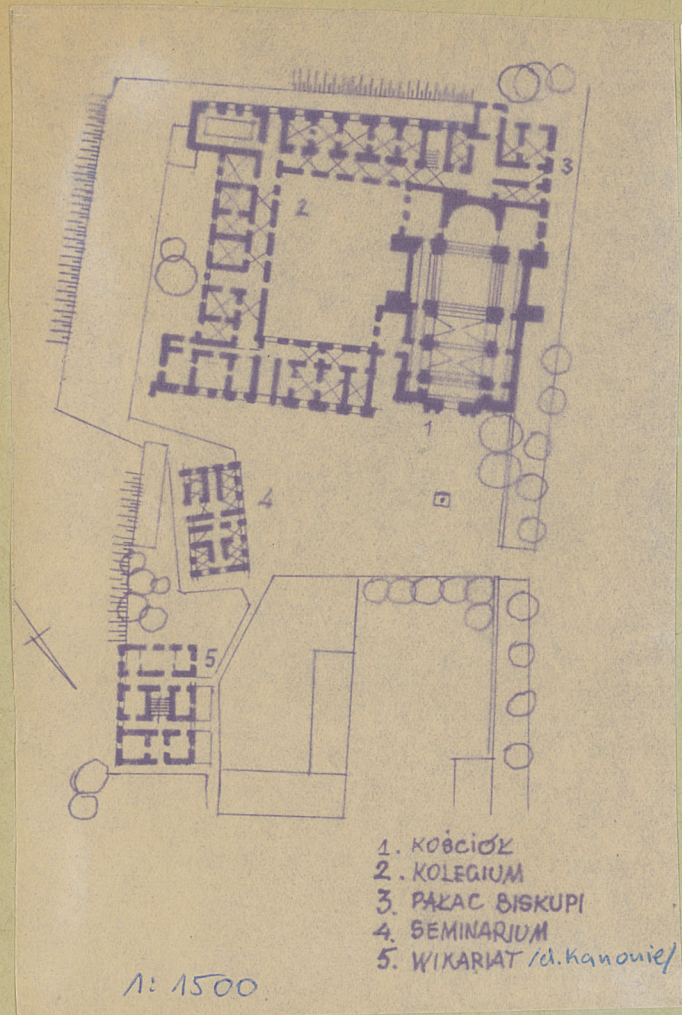 3
2
1
4
5
1. KOŚCIÓŁ
2. KOLEGIUM
3. PAŁAC BISKUPI
4. SEMINARIUM
5. WIKARIAT /d. Kanonie/
1: 1500